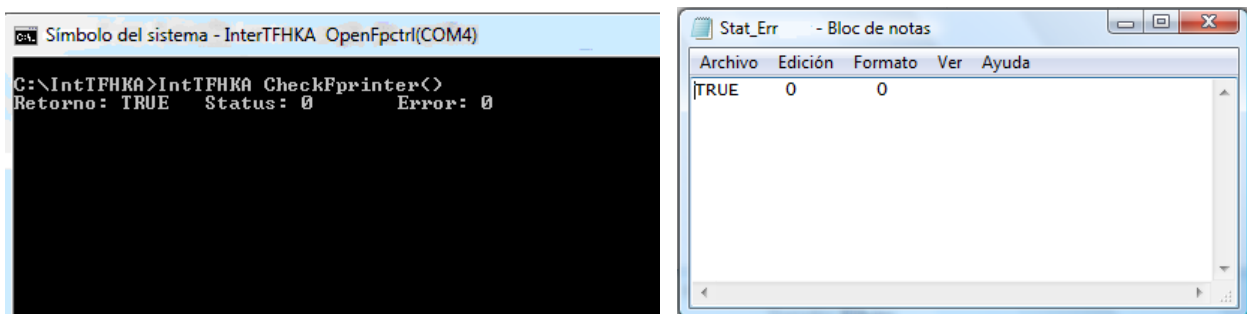 Símbolo del sistema - InterTFHKA OpenFpctrl(COM4)
C:\IntTFHKA>IntTFHKA CheckFprinter()
Retorno: TRUE Status: 0 Error: 0
Stat_Err - Bloc de notas
Archivo Edición Formato Ver Ayuda
TRUE 0 0